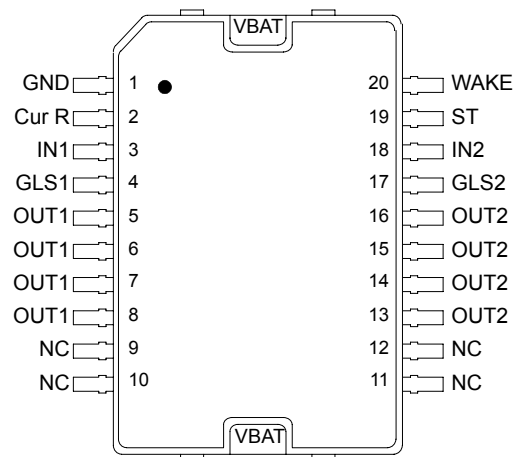 VBAT
GND 1 20 WAKE
Cur R 2 19 ST
IN1 3 18 IN2
GLS1 4 17 GLS2
OUT1 5 16 OUT2
OUT1 6 15 OUT2
OUT1 7 14 OUT2
OUT1 8 13 OUT2
NC 9 12 NC
NC 10 11 NC
VBAT